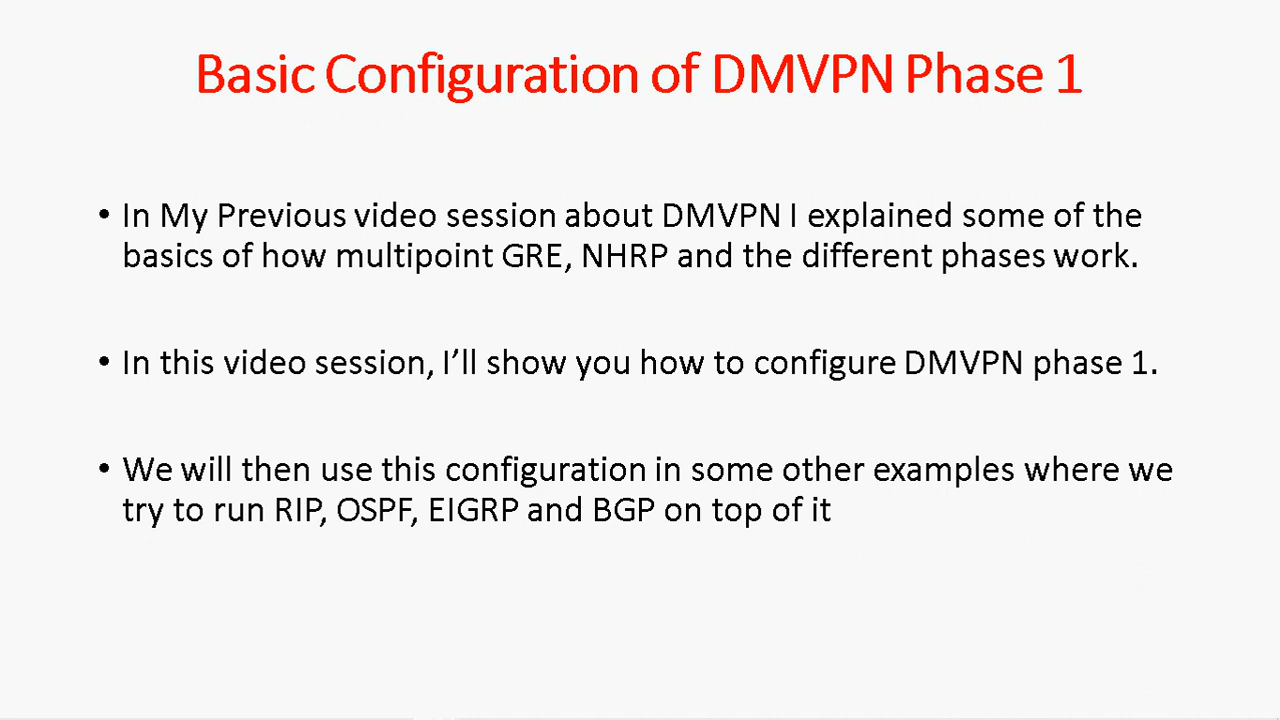 Basic Configuration of DMVPN Phase 1
• In My Previous video session about DMVPN I explained some of the
basics of how multipoint GRE, NHRP and the different phases work.
• In this video session, I’ll show you how to configure DMVPN phase 1.
• We will then use this configuration in some other examples where we
try to run RIP, OSPF, EIGRP and BGP on top of it